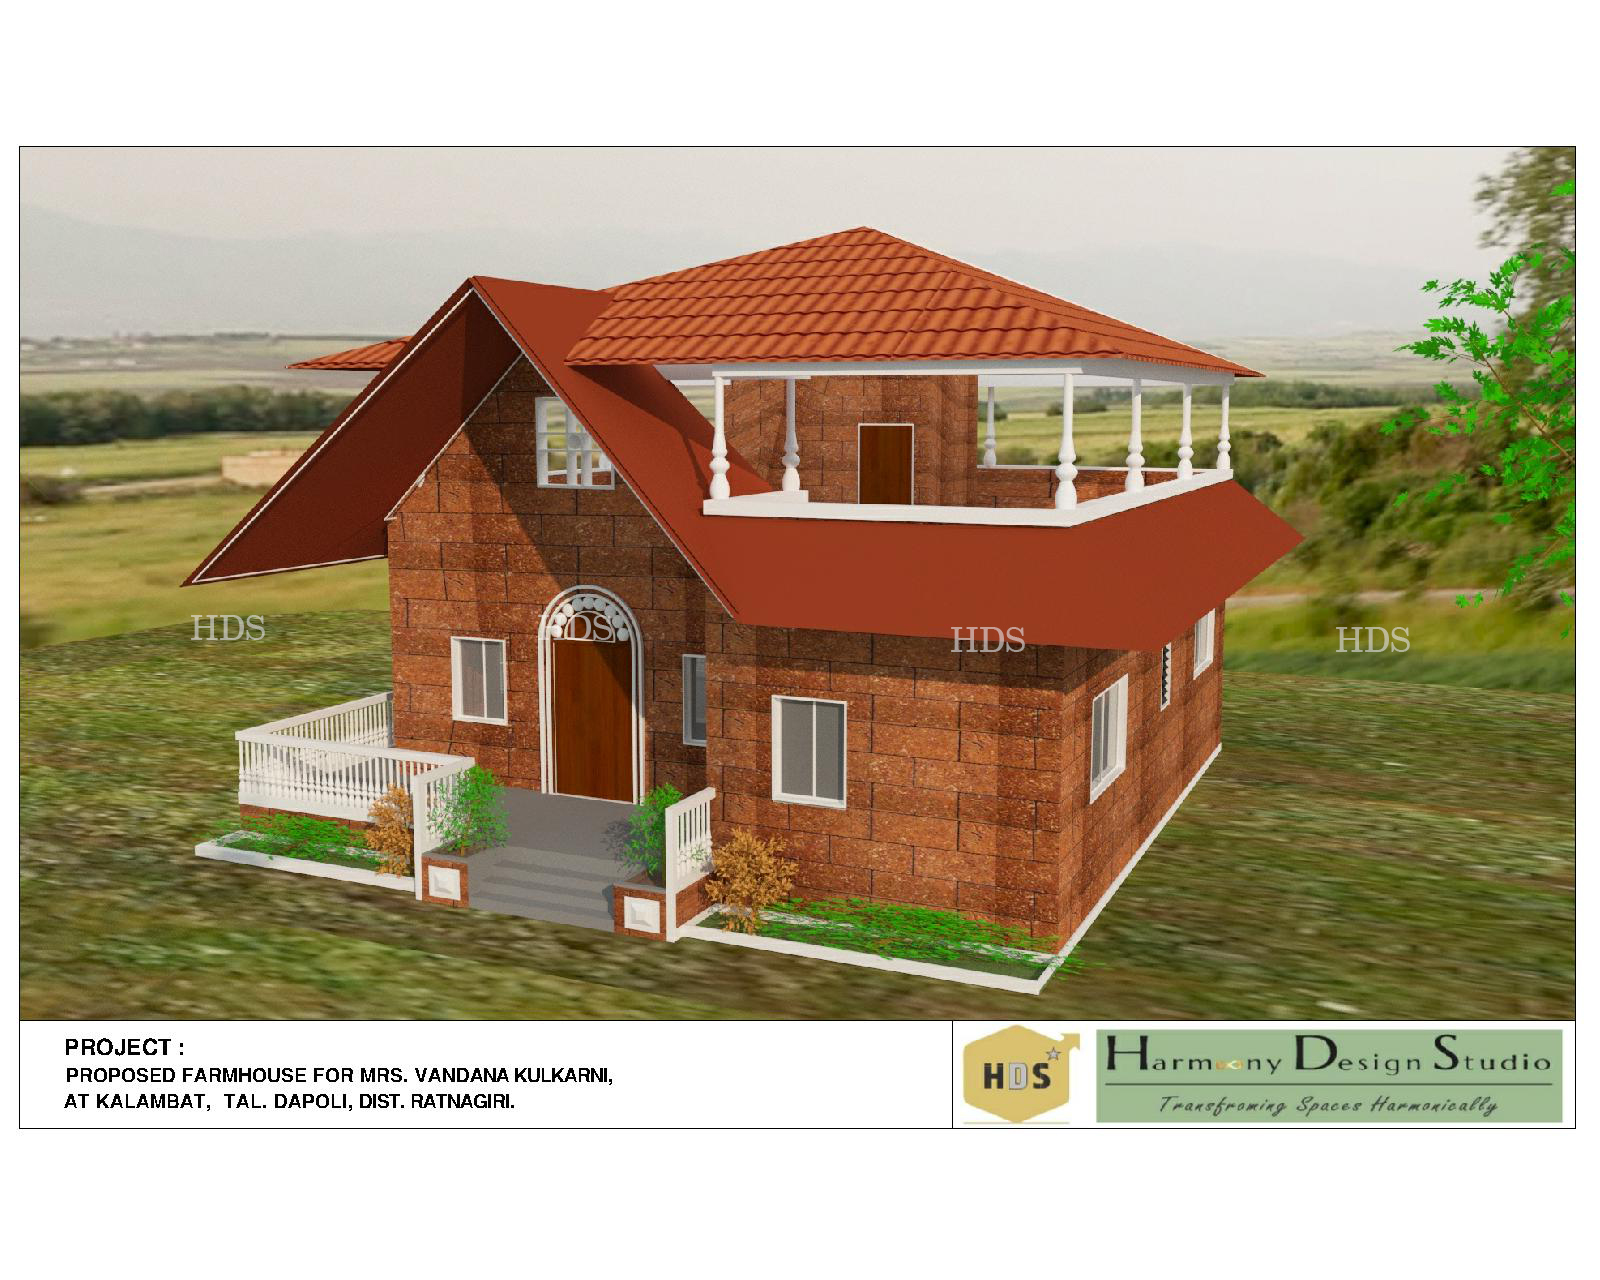 HDS
DS
HDS
HDS
PROJECT :
PROPOSED FARMHOUSE FOR MRS. VANDANA KULKARNI,
AT KALAMBAT, TAL. DAPOLI, DIST. RATNAGIRI.
HDS
Harmony Design Studio
Transfroming Spaces Harmonically